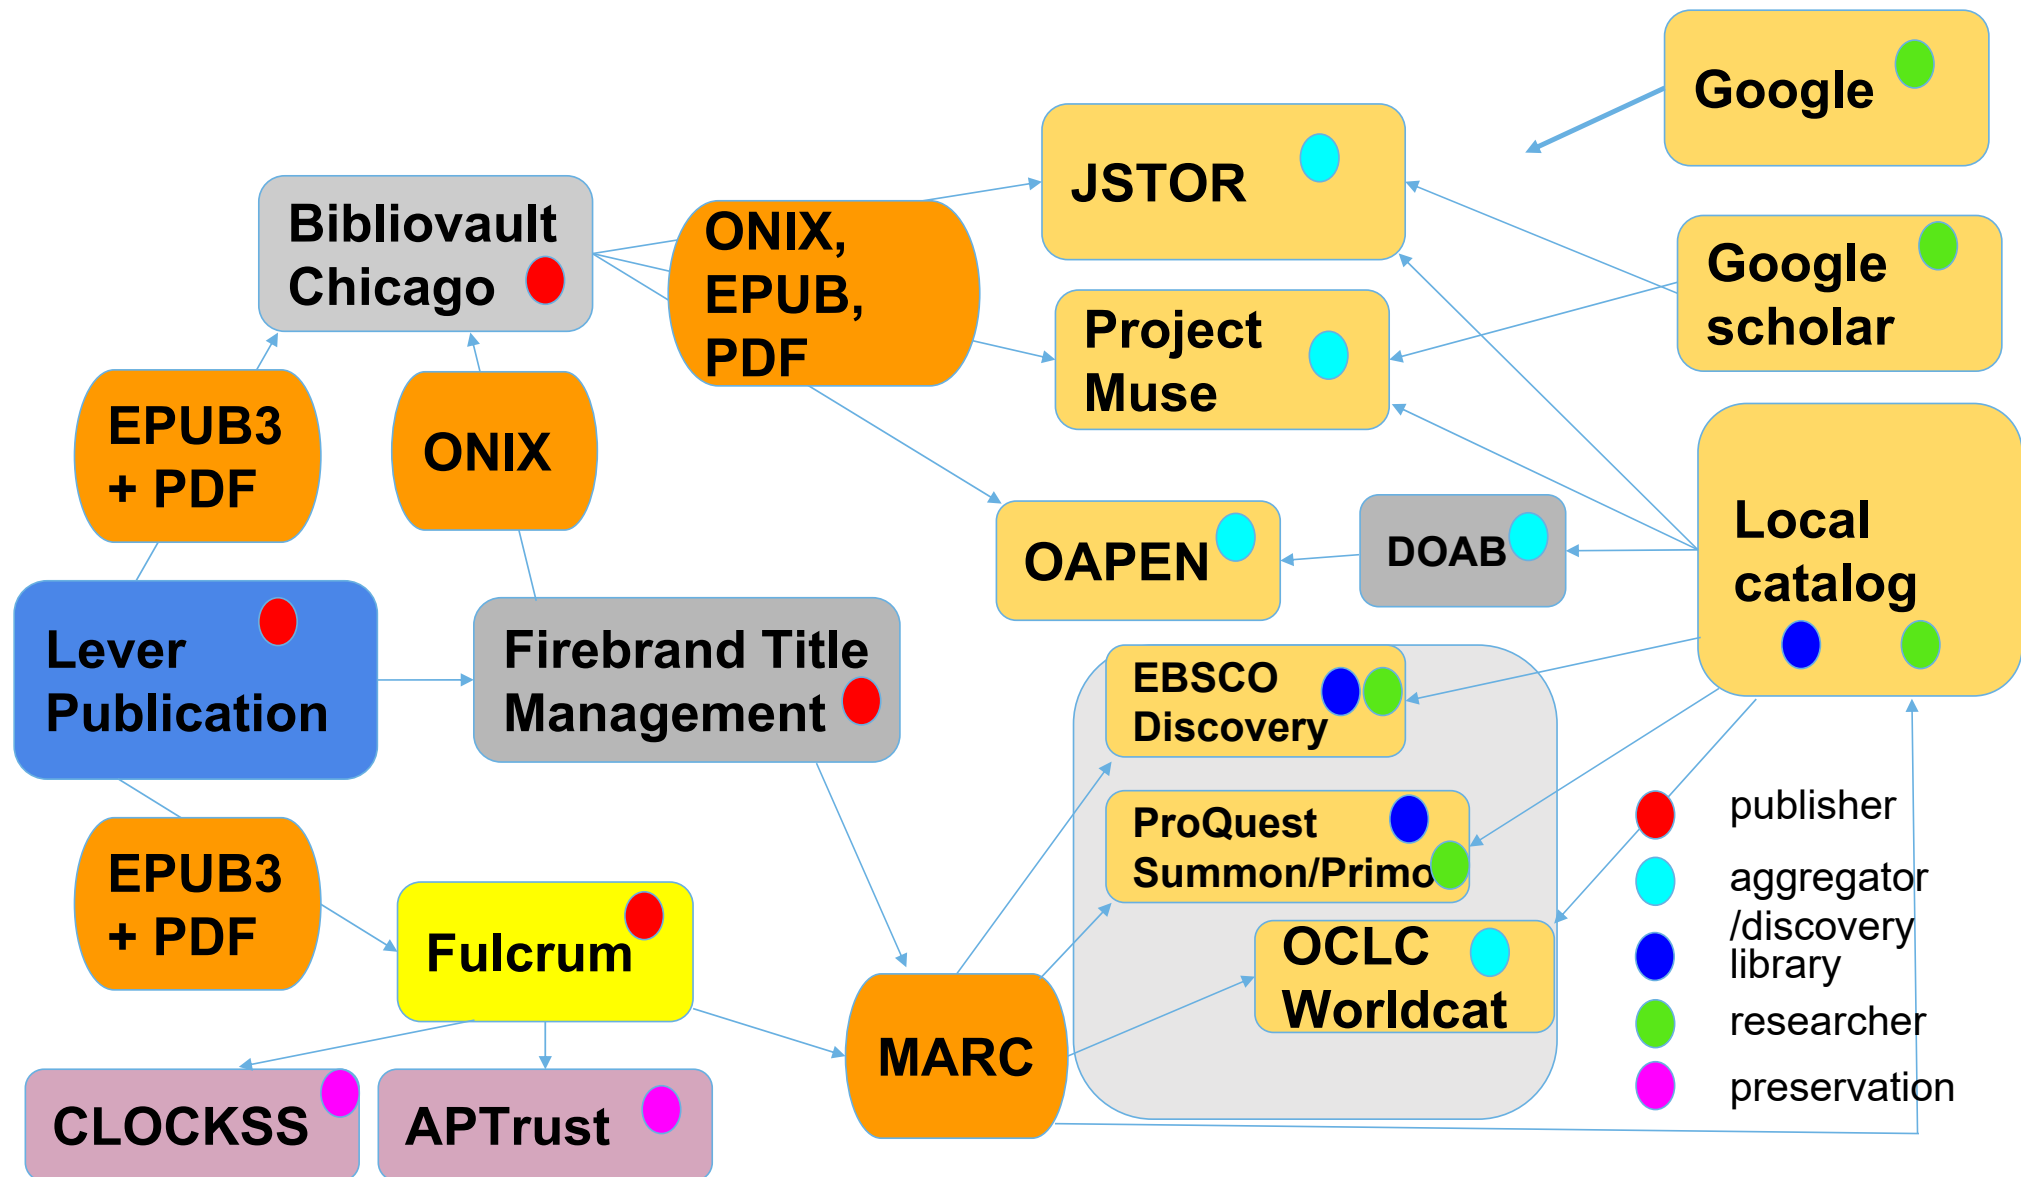 Google
JSTOR
Bibliovault
Chicago
ONIX,
EPUB,
PDF
Google
scholar
Project
Muse
EPUB3
+ PDF
ONIX
Local
catalog
OAPEN
DOAB
Lever
Publication
Firebrand Title
Management
EBSCO
Discovery
ProQuest
Summon/Primo
OCLC
Worldcat
EPUB3
+ PDF
Fulcrum
MARC
CLOCKSS
APTrust
publisher
aggregator
/discovery
library
researcher
preservation